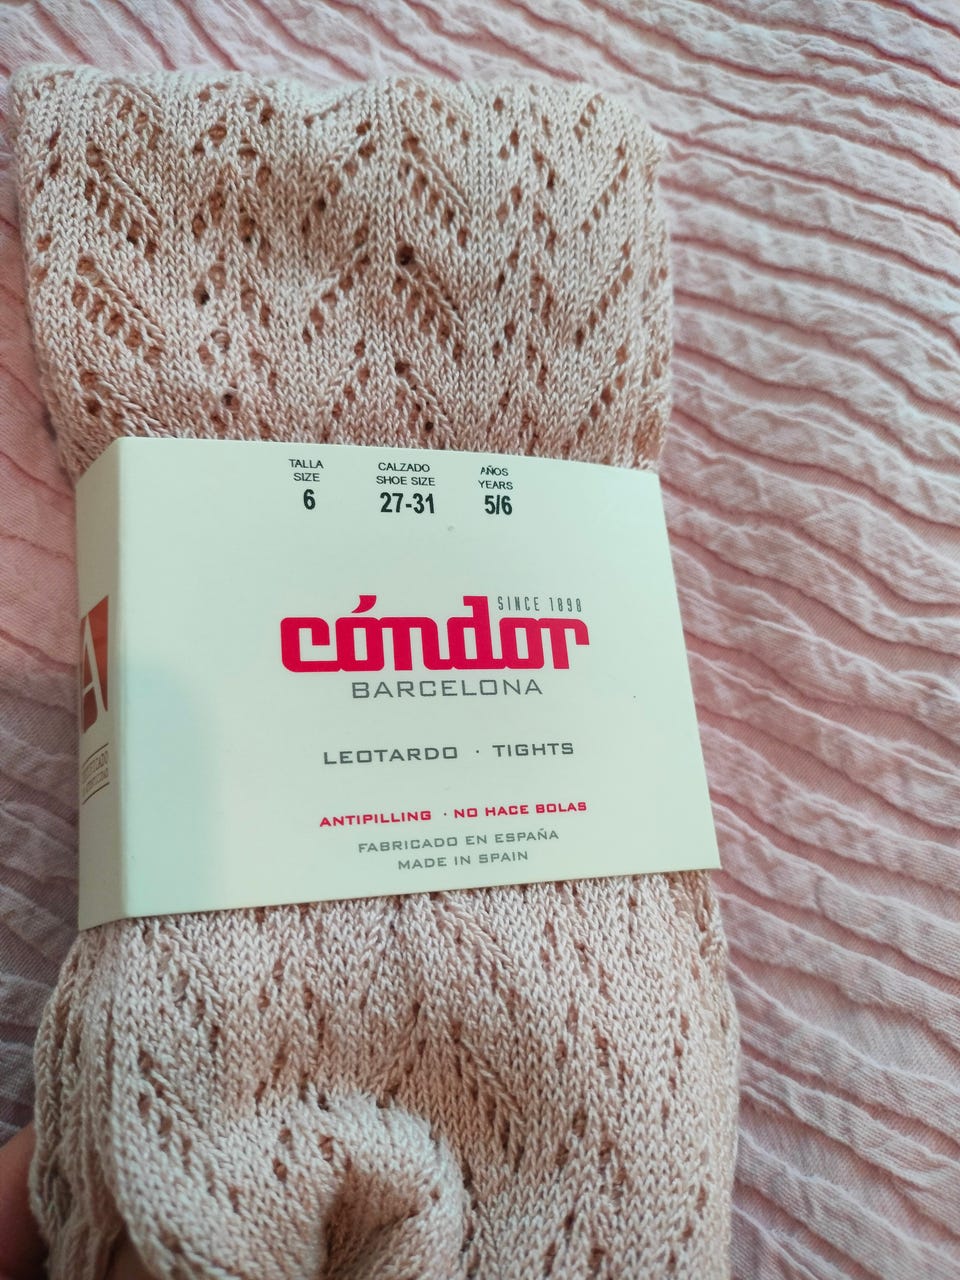 TALLA
SIZE
6
CALZADO
SHOE SIZE
27-31
AÑOS
YEARS
5/6
SINCE 1898
cóndor
BARCELONA
LEOTARDO · TIGHTS
ANTIPILLING · NO HACE BOLAS
FABRICADO EN ESPAÑA
MADE IN SPAIN
A